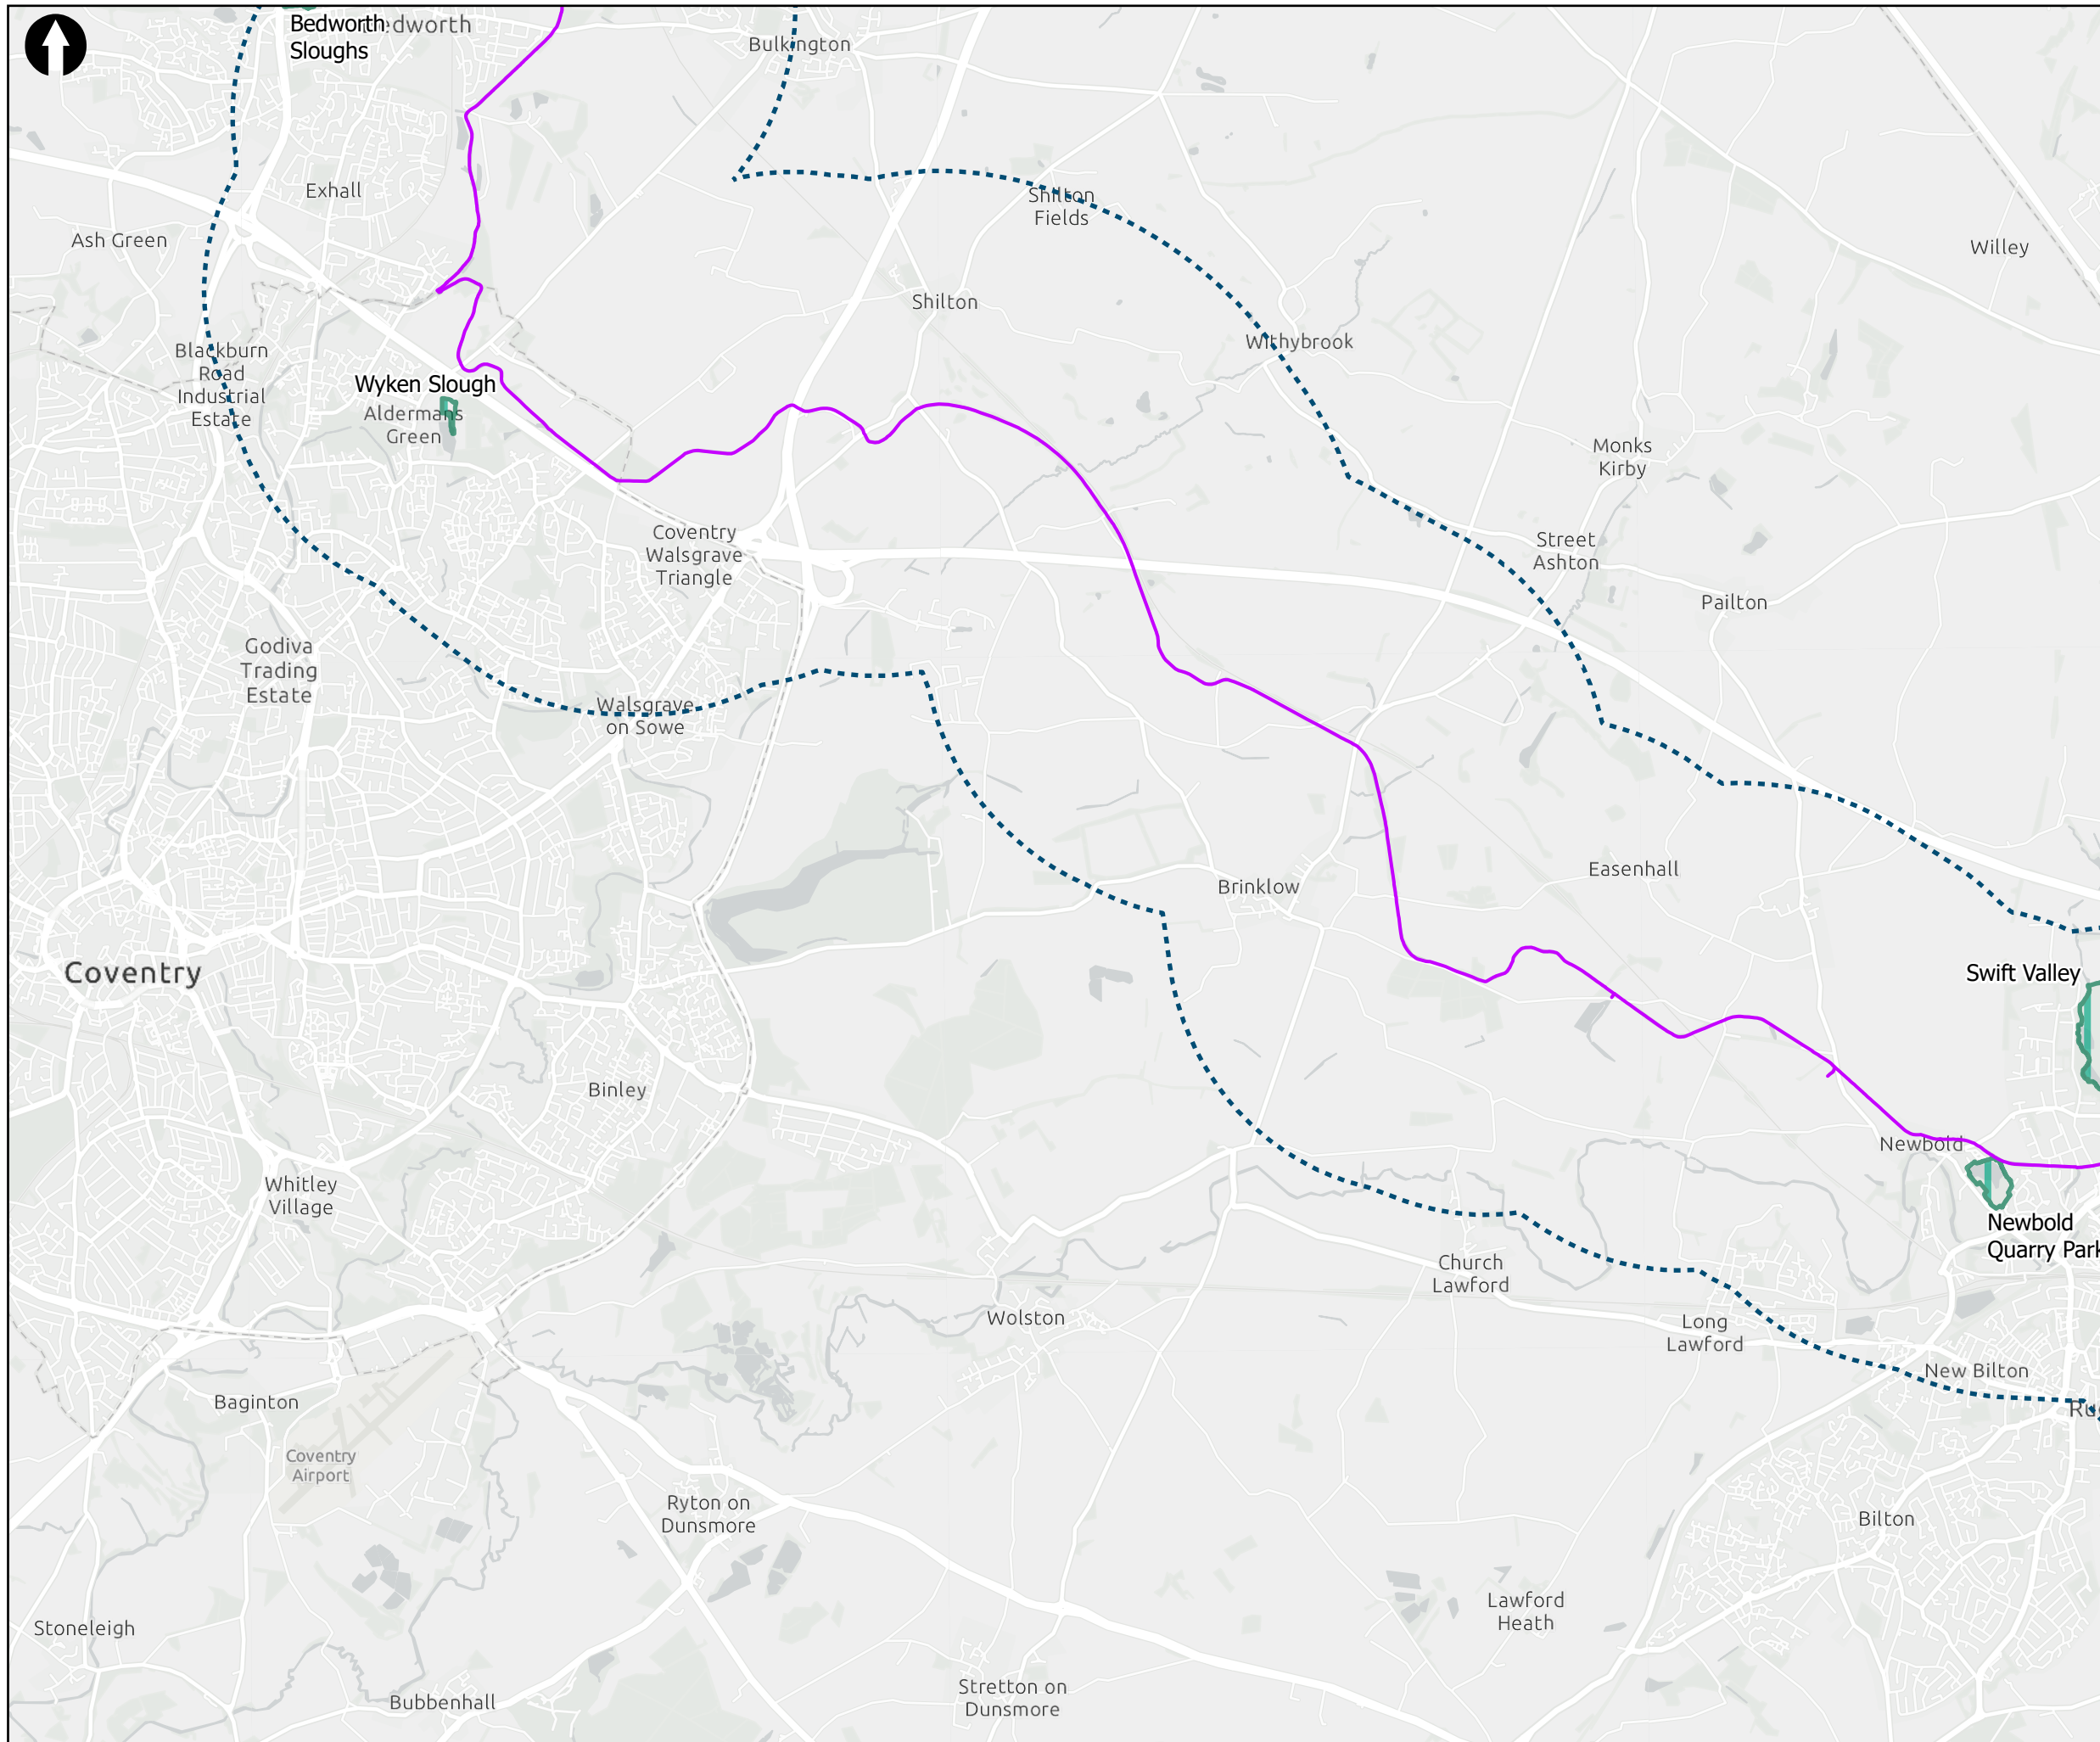 Bedworth
Sloughs
Bedworth
Bulkington
Exhall
Ash Green
Shilton
Fields
Willey
Shilton
Withybrook
Blackburn
Road
Industrial
Estate
Wyken Slough
Aldermans
Green
Monks
Kirby
Coventry
Walsgrave
Triangle
Street
Ashton
Pailton
Godiva
Trading
Estate
Walsgrave
on Sowe
Easenhall
Brinklow
Coventry
Swift Valley
Binley
Newbold
Whitley
Village
Newbold
Quarry Park
Church
Lawford
Wolston
Long
Lawford
New Bilton
Baginton
Ru
Coventry
Airport
Ryton on
Dunsmore
Bilton
Lawford
Heath
Stoneleigh
Stretton on
Dunsmore
Bubbenhall